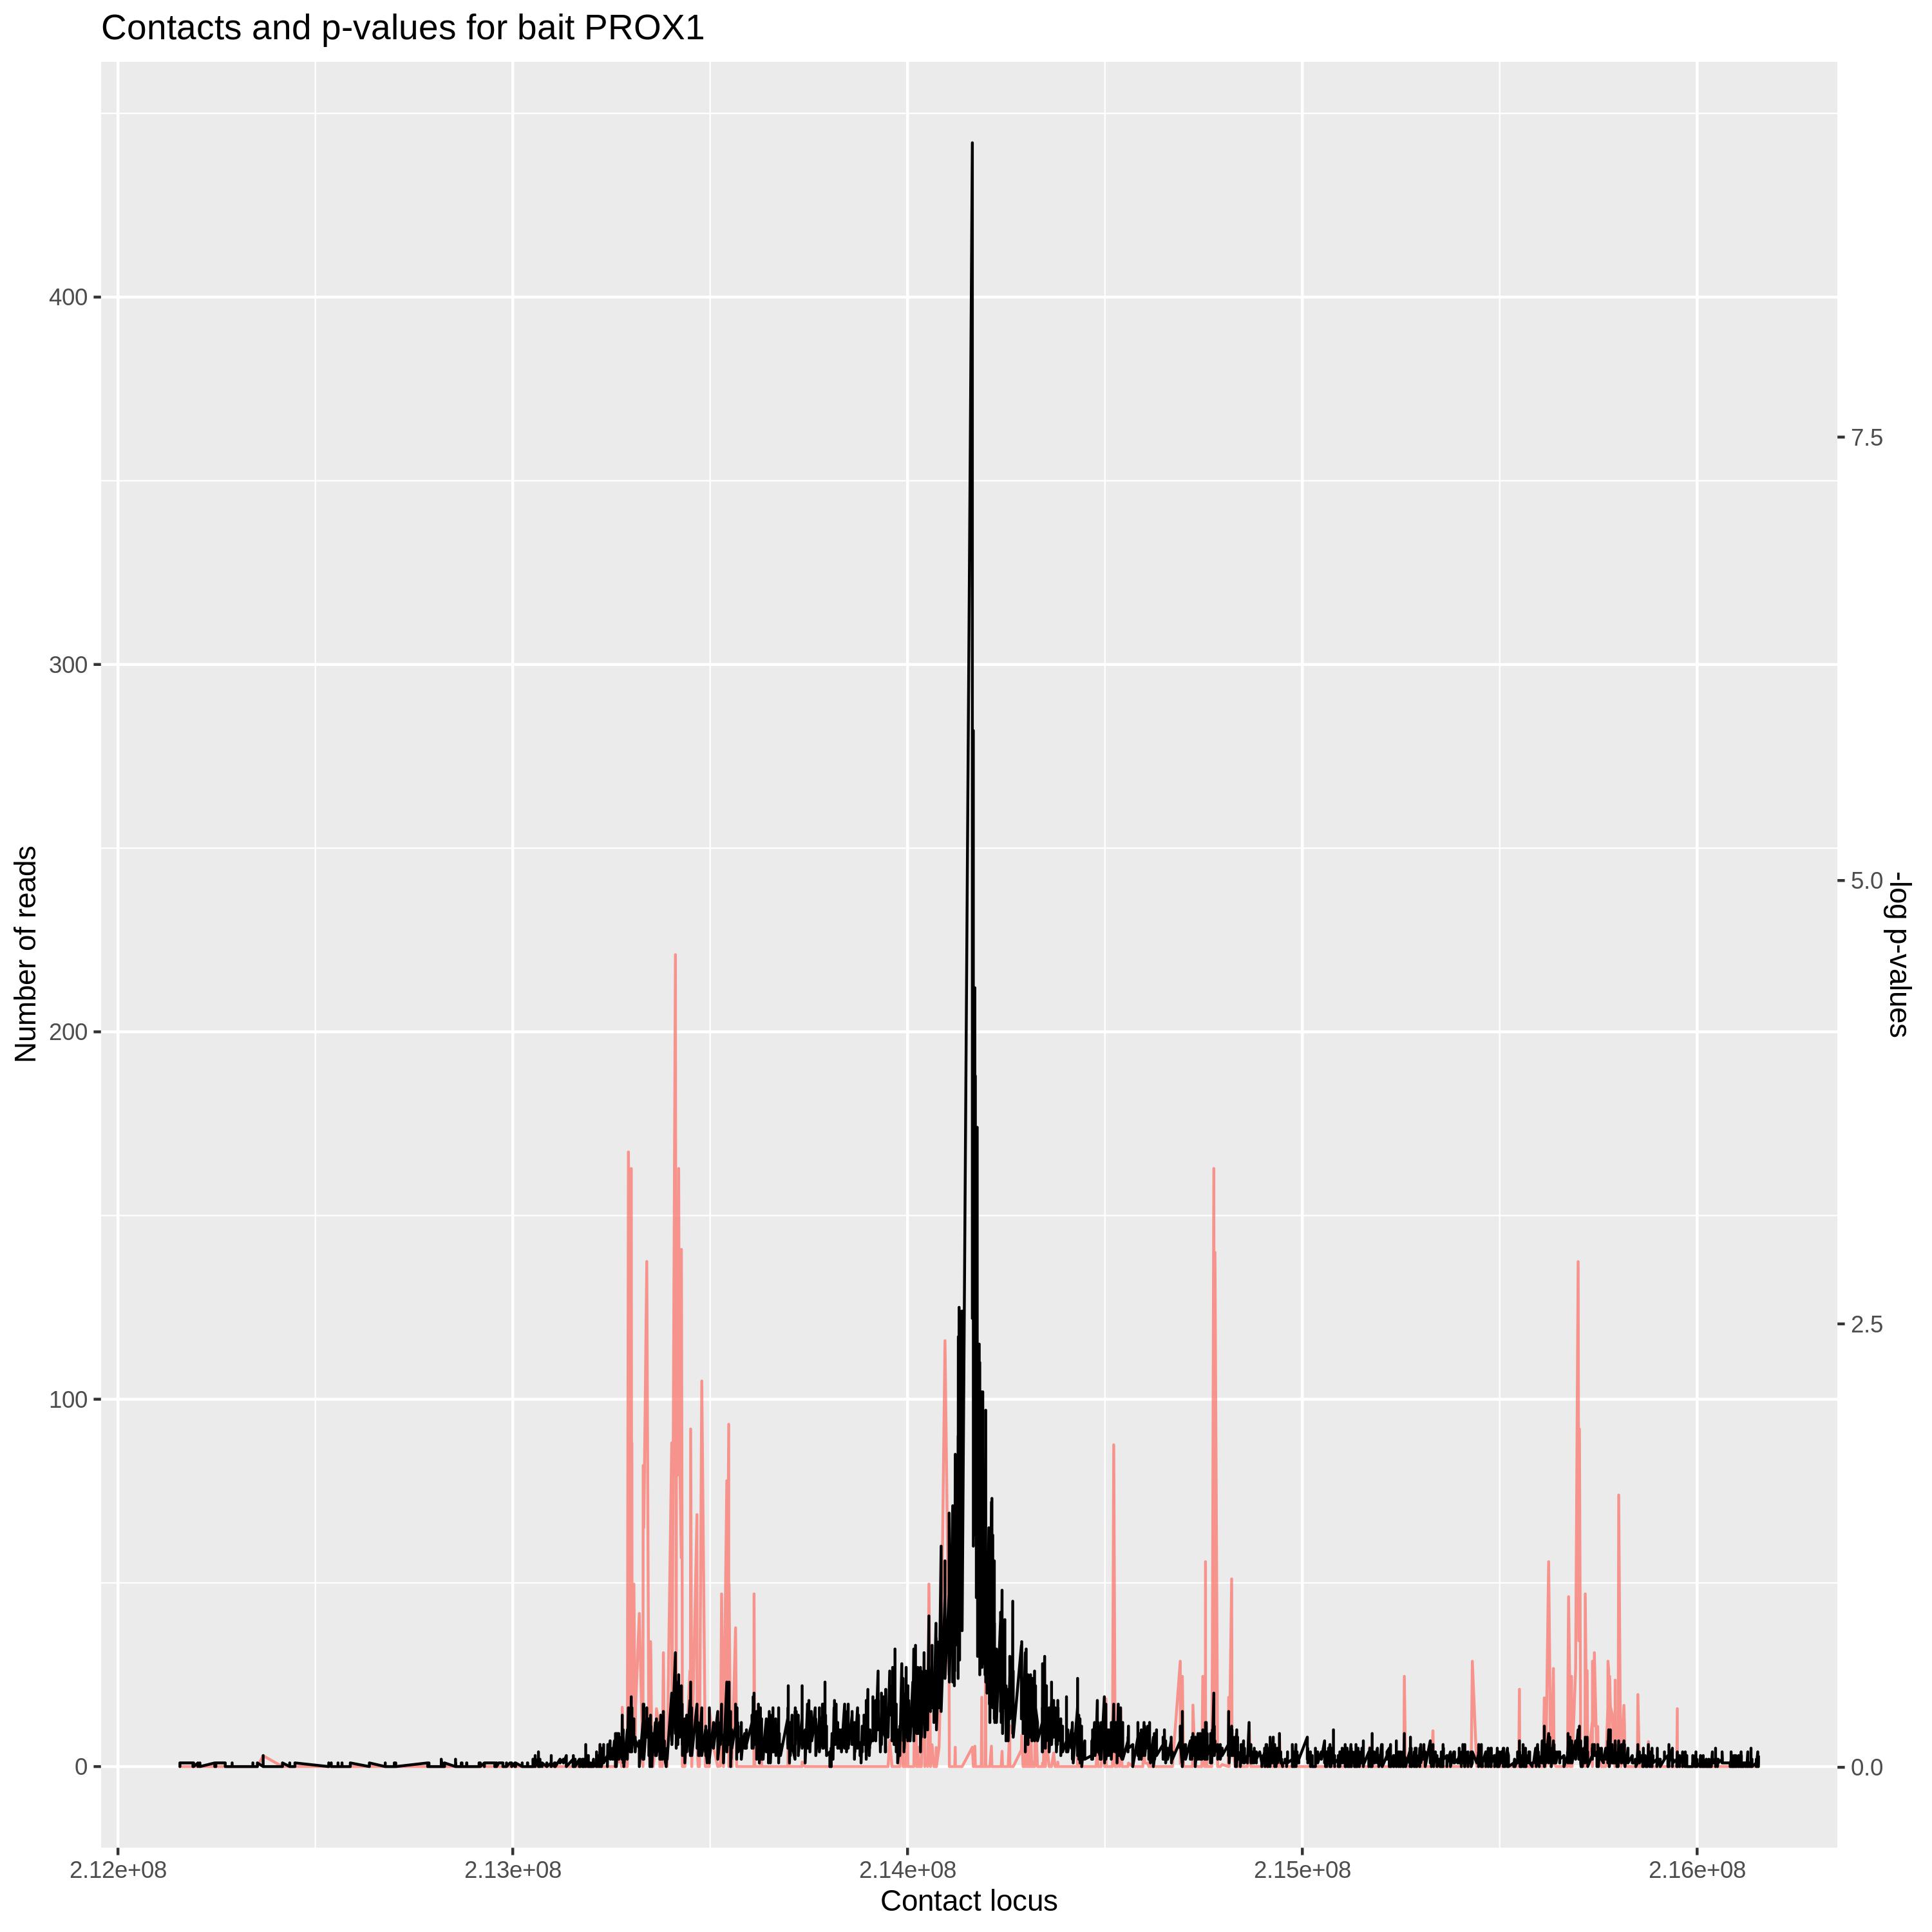 Contacts and p-values for bait PROX1
400
300
200
100
0
Number of reads
7.5
5.0
2.5
0.0
-log p-values
2.12e+08
2.13e+08
2.14e+08
2.15e+08
2.16e+08
Contact locus